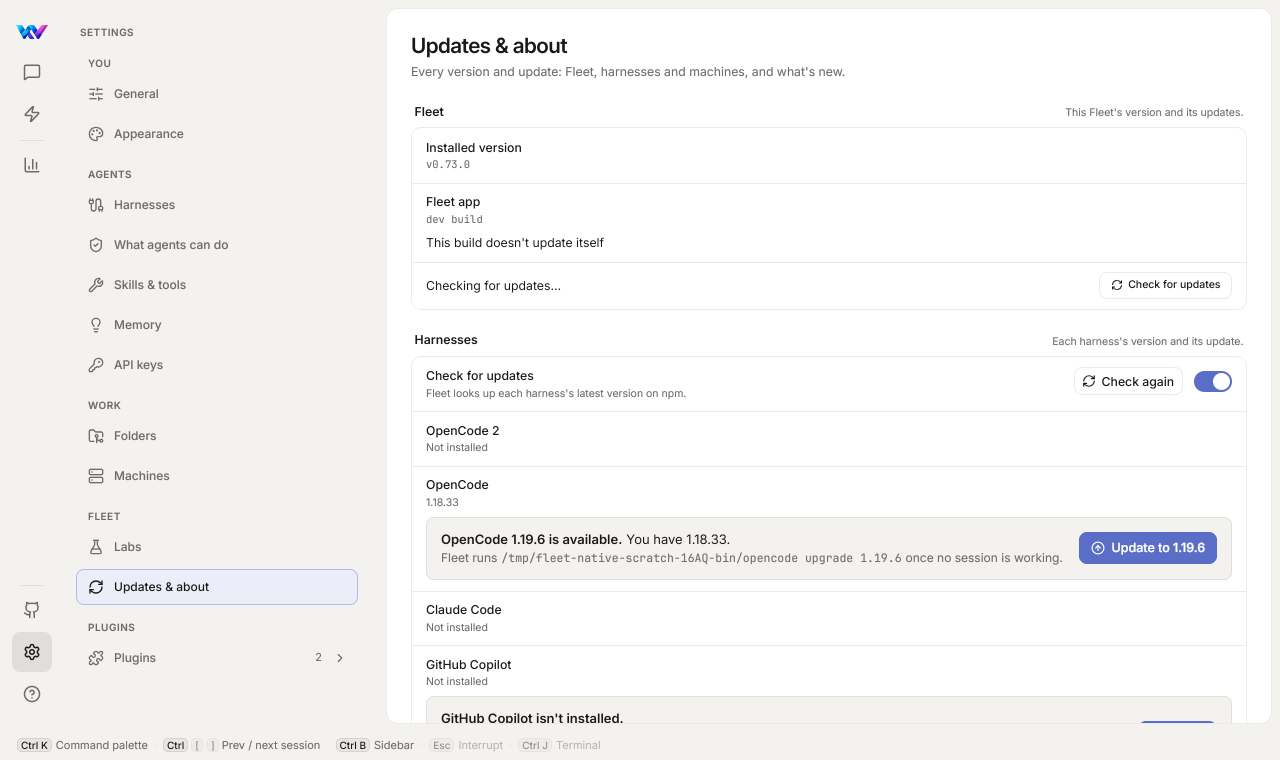 SETTINGS
YOU
General
Appearance
AGENTS
Harnesses
What agents can do
Skills & tools
Memory
API keys
WORK
Folders
Machines
FLEET
Labs
Updates & about
PLUGINS
Plugins 2
Updates & about
Every version and update: Fleet, harnesses and machines, and what's new.
Fleet
This Fleet's version and its updates.
Installed version
v0.73.0
Fleet app
dev build
This build doesn't update itself
Checking for updates...
Check for updates
Harnesses
Each harness's version and its update.
Check for updates
Fleet looks up each harness's latest version on npm.
Check again
OpenCode 2
Not installed
OpenCode
1.18.33
OpenCode 1.19.6 is available. You have 1.18.33.
Fleet runs /tmp/fleet-native-scratch-16AQ-bin/opencode upgrade 1.19.6 once no session is working.
Update to 1.19.6
Claude Code
Not installed
GitHub Copilot
Not installed
GitHub Copilot isn't installed.
Ctrl K Command palette Ctrl [ ] Prev / next session Ctrl B Sidebar Esc Interrupt Ctrl J Terminal